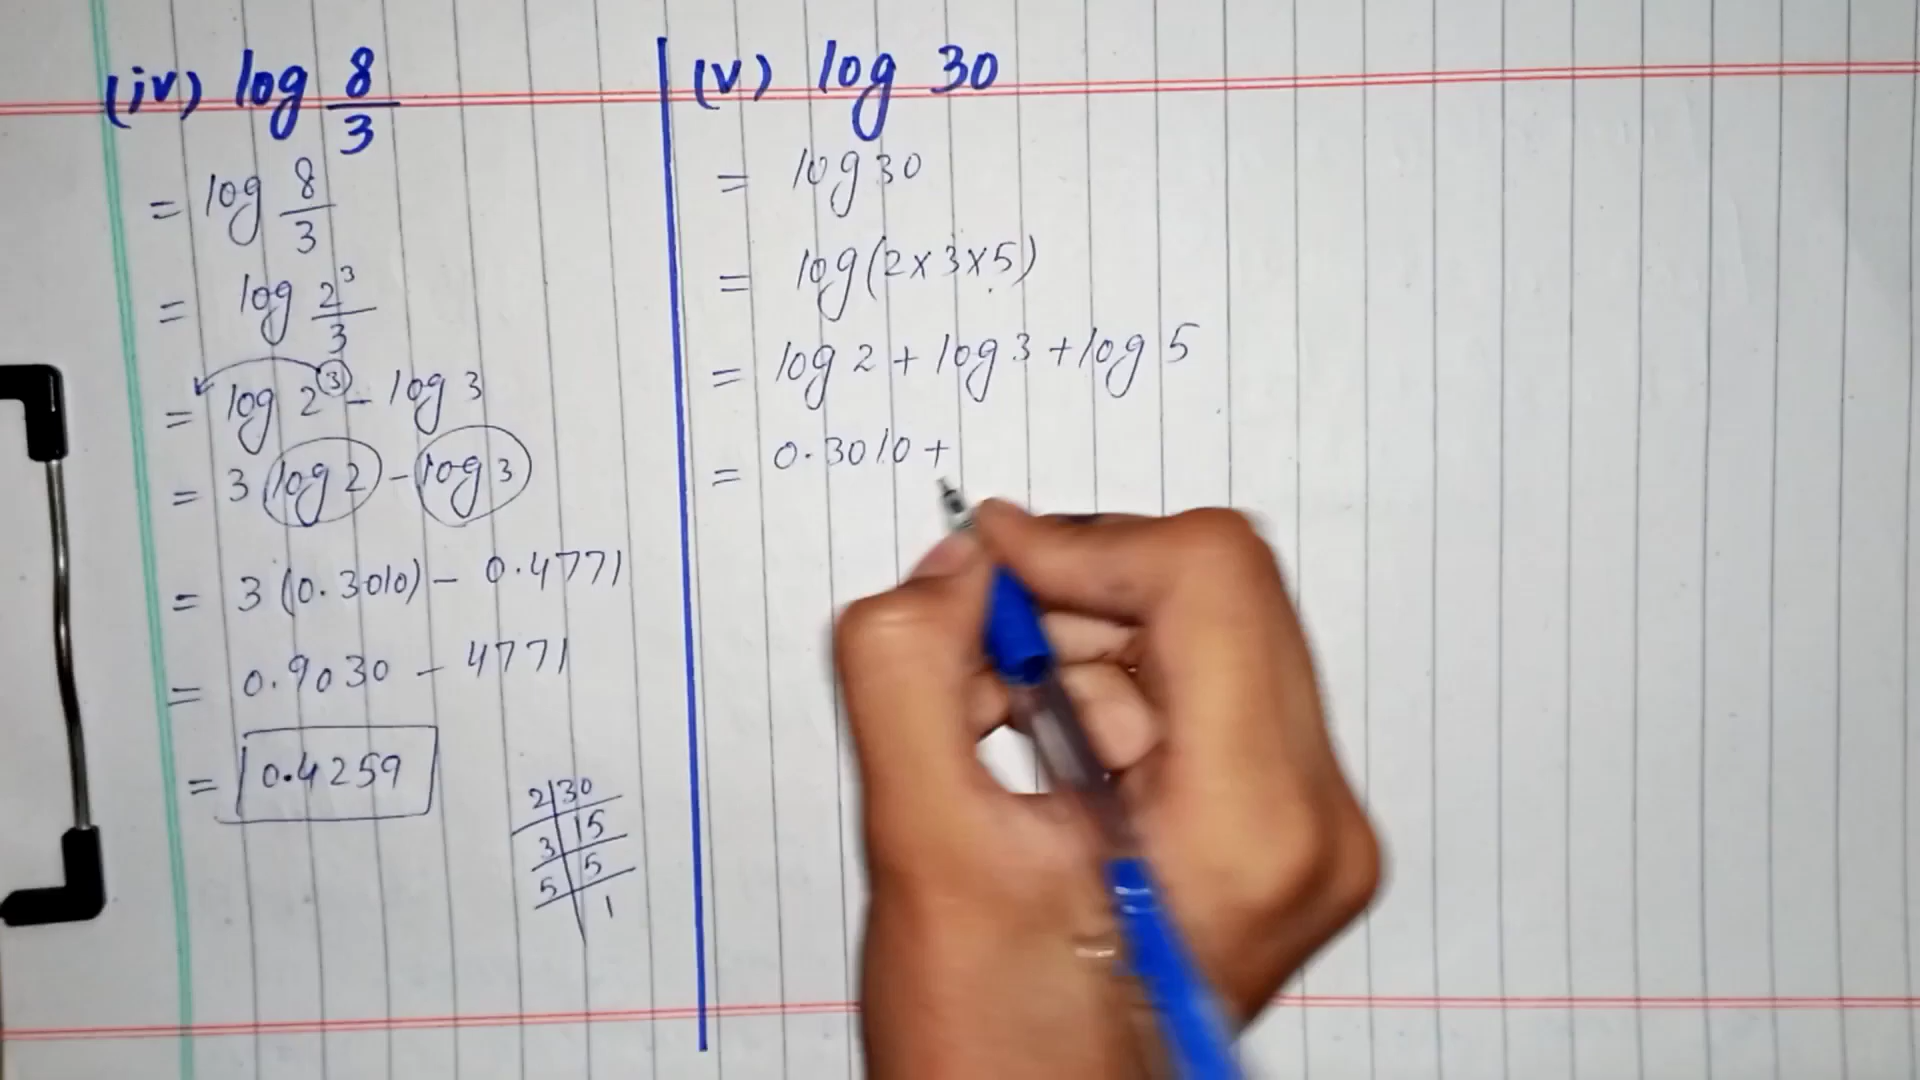 (iv) log 8/3
= log 8/3
= log 2³/3
= log 2³ - log 3
= 3 log 2 - log 3
= 3 (0.3010) - 0.4771
= 0.9030 - 4771
= 0.4259
2|30
3|15
5|5
1
(v) log 30
= log 30
= log(2×3×5)
= log 2 + log 3 + log 5
= 0.3010 +